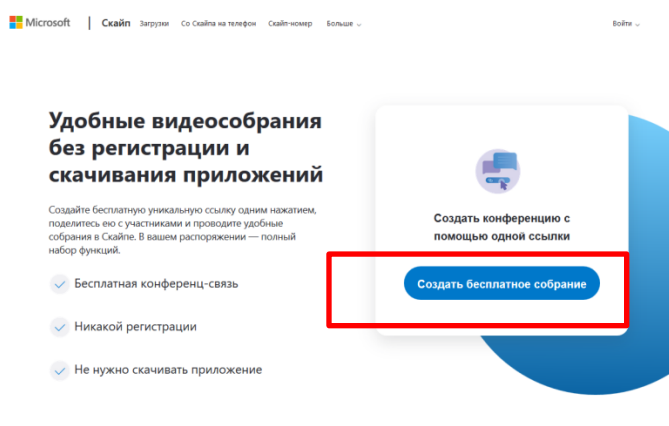 Microsoft | Скайп Загрузки Со Скайпа на телефон Скайп-номер Больше Войти
Удобные видеособрания
без регистрации и
скачивания приложений
Создайте бесплатную уникальную ссылку одним нажатием,
поделитесь ею с участниками и проводите удобные
собрания в Скайпе. В вашем распоряжении — полный
набор функций.
Бесплатная конференц-связь
Никакой регистрации
Не нужно скачивать приложение
Создать конференцию с
помощью одной ссылки
Создать бесплатное собрание